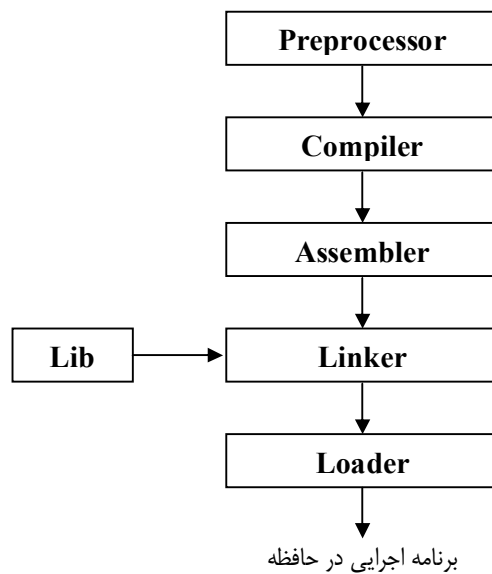 Preprocessor
Compiler
Assembler
Lib
Linker
Loader
برنامه اجرایی در حافظه